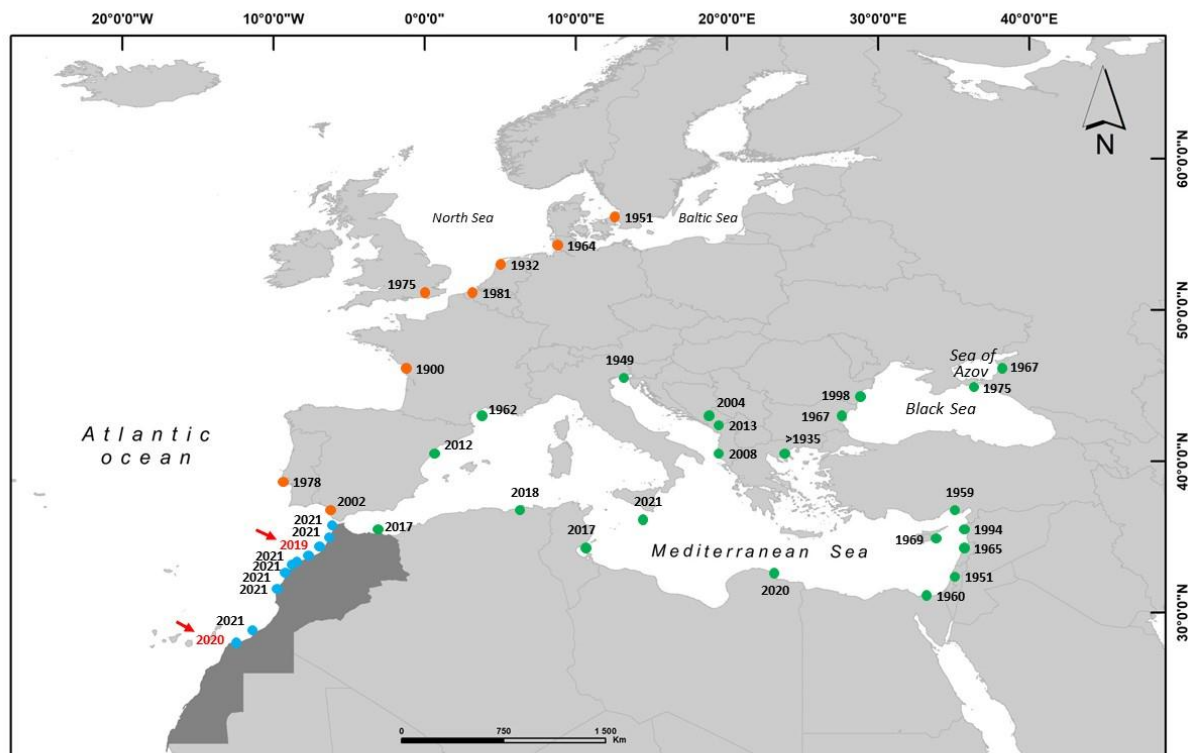 20°0'0"W
10°0'0"W
0°0'0"
10°0'0"E
20°0'0"E
30°0'0"E
40°0'0"E
N
60°0'0"N
North Sea
1951
Baltic Sea
1964
1932
1975
1981
50°0'0"N
1900
1949
Sea of
Azov
1967
1975
1998
Black Sea
1962
2004
1967
2013
Atlantic
ocean
2012
>1935
2008
40°0'0"N
1978
2002
2018
2021
1959
2021
2021
2017
1994
2019
2017
Mediterranean Sea
1969
1965
2021
2021
2021
2021
2020
1951
1960
30°0'0"N
2021
2020
0
750
1 500
Km